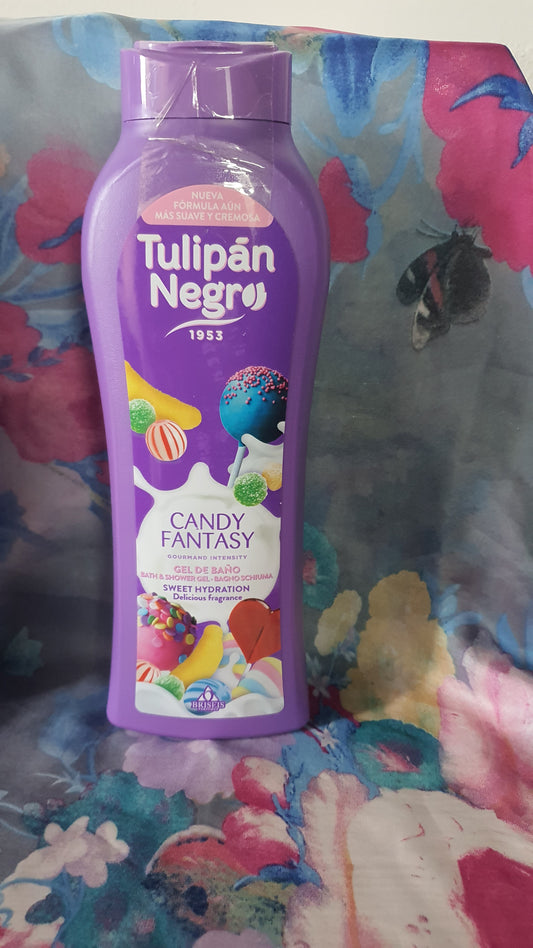 NUEVA
FÓRMULA AÚN
MÁS SUAVE Y CREMOSA
Tulipán
Negro
1953
CANDY
FANTASY
GOURMAND INTENSITY
GEL DE BAÑO
BATH & SHOWER GEL · BAGNO SCHIUMA
SWEET HYDRATION
Delicious fragrance
BRISEIS